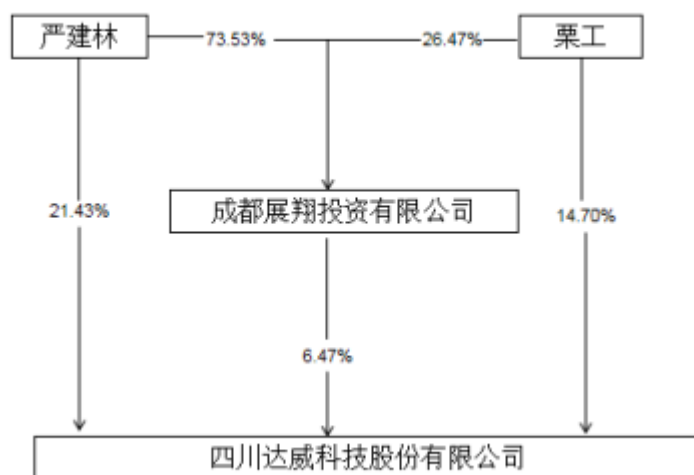 严建林
73.53%
26.47%
栗工
21.43%
成都展翔投资有限公司
14.70%
6.47%
四川达威科技股份有限公司